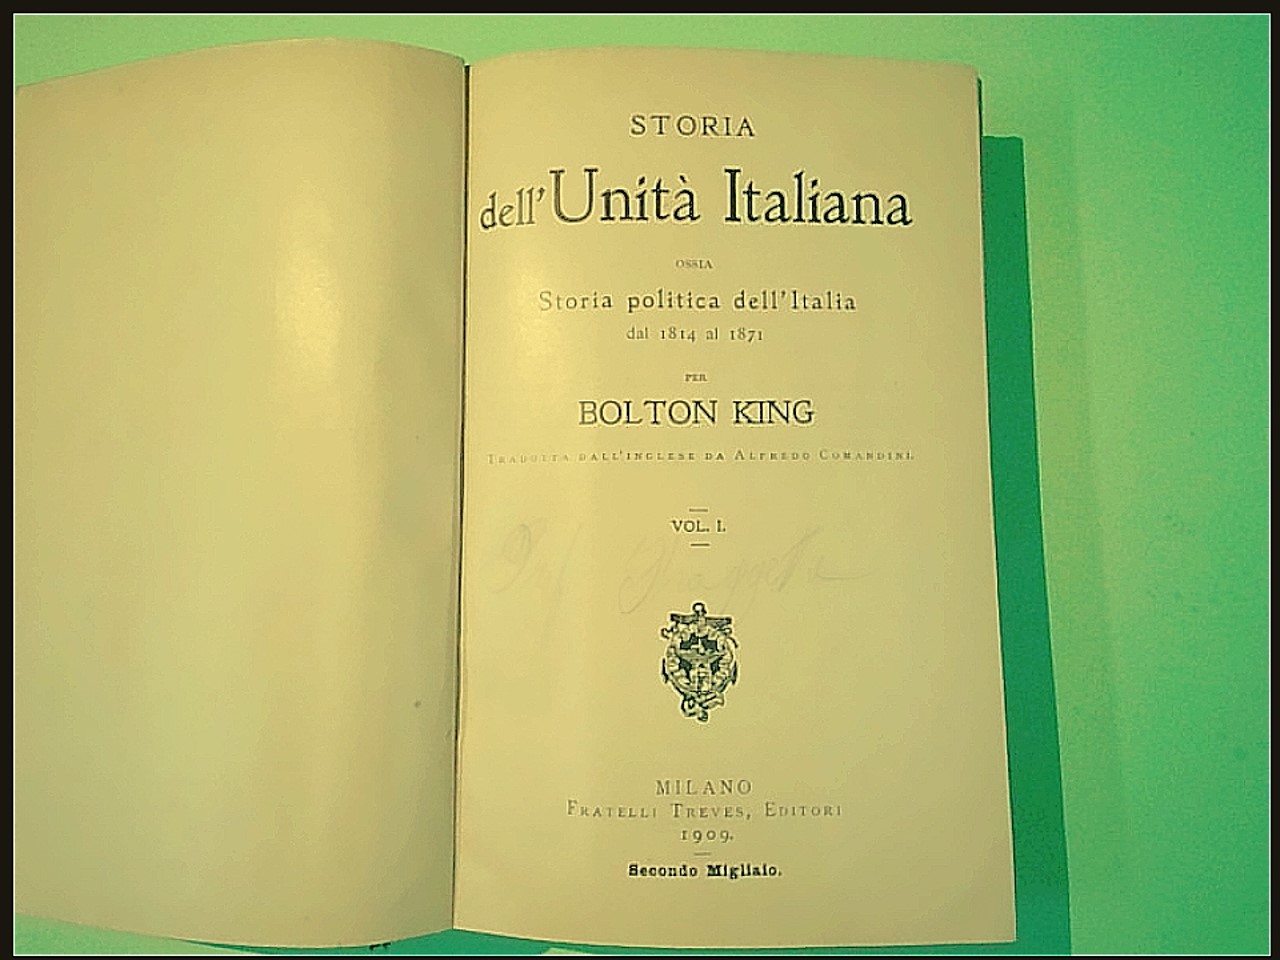 STORIA
dell'Unità Italiana
OSSIA
Storia politica dell'Italia
dal 1814 al 1871
PER
BOLTON KING
TRADOTTA DALL'INGLESE DA ALFREDO COMANDINI.
VOL. I.
MILANO
FRATELLI TREVES, EDITORI
1909.
Secondo Migliaio.